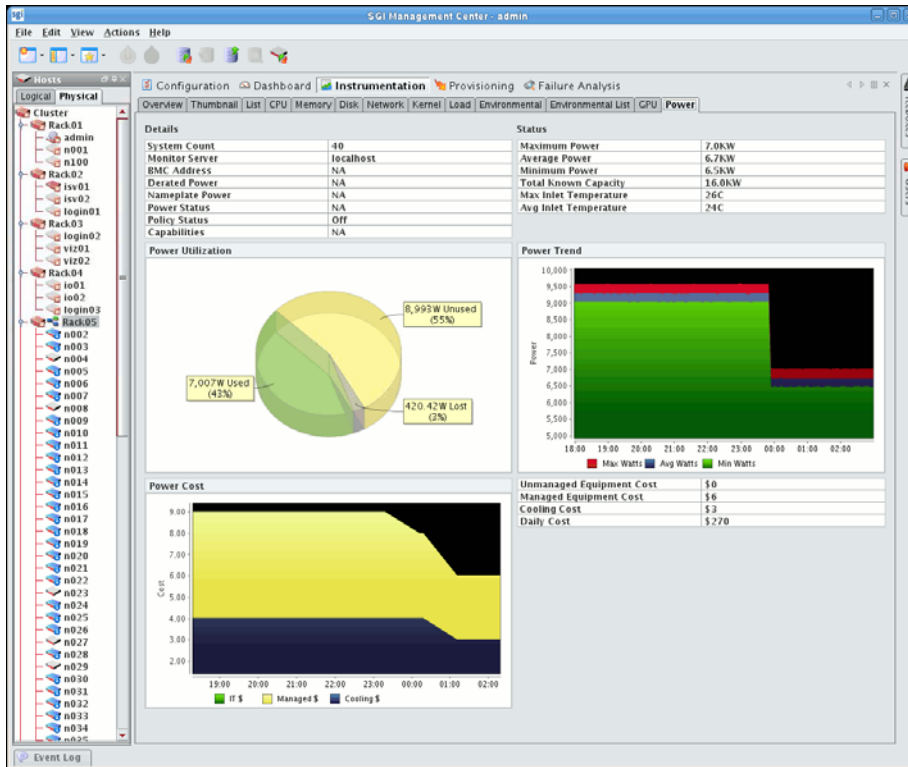 sgi
SGI Management Center - admin
File Edit View Actions Help
Hosts
Logical Physical
Cluster
Rack01
admin
n001
n100
Rack02
isv01
isv02
login01
Rack03
login02
viz01
viz02
Rack04
io01
io02
login03
Rack05
n002
n003
n004
n005
n006
n007
n008
n009
n010
n011
n012
n013
n014
n015
n016
n017
n018
n019
n020
n021
n022
n023
n024
n025
n026
n027
n028
n029
n030
n031
n032
n033
n034
n035
Configuration Dashboard Instrumentation Provisioning Failure Analysis
Overview Thumbnail List CPU Memory Disk Network Kernel Load Environmental Environmental List GPU Power
Details
System Count 40
Monitor Server localhost
BMC Address NA
Derated Power NA
Nameplate Power NA
Power Status NA
Policy Status Off
Capabilities NA
Status
Maximum Power 7.0KW
Average Power 6.7KW
Minimum Power 6.5KW
Total Known Capacity 16.0KW
Max Inlet Temperature 26C
Avg Inlet Temperature 24C
Power Utilization
8,993W Unused
(55%)
7,007W Used
(43%)
420.42W Lost
(3%)
Power Trend
10,000
9,500
9,000
8,500
8,000
7,500
7,000
6,500
6,000
5,500
5,000
Power
18:00 19:00 20:00 21:00 22:00 23:00 00:00 01:00 02:00
Max Watts Avg Watts Min Watts
Power Cost
9.00
8.00
7.00
6.00
5.00
4.00
3.00
2.00
Cost
19:00 20:00 21:00 22:00 23:00 00:00 01:00 02:00
IT $ Managed $ Cooling $
Unmanaged Equipment Cost $0
Managed Equipment Cost $6
Cooling Cost $3
Daily Cost $270
Event Log